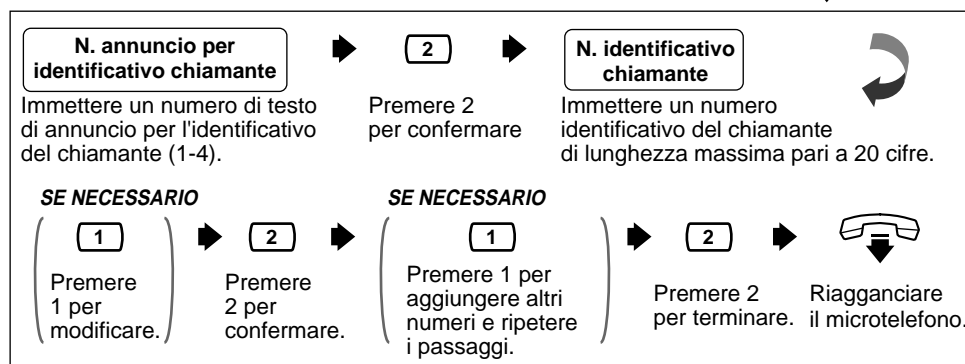 N. annuncio per
identificativo chiamante
2
N. identificativo
chiamante
Immettere un numero di testo
di annuncio per l'identificativo
del chiamante (1-4).
Premere 2
per confermare
Immettere un numero
identificativo del chiamante
di lunghezza massima pari a 20 cifre.
SE NECESSARIO
1
Premere
1 per
modificare.
2
Premere
2 per
confermare.
SE NECESSARIO
1
Premere 1 per
aggiungere altri
numeri e ripetere
i passaggi.
2
Premere 2
per terminare.
Riagganciare
il microtelefono.